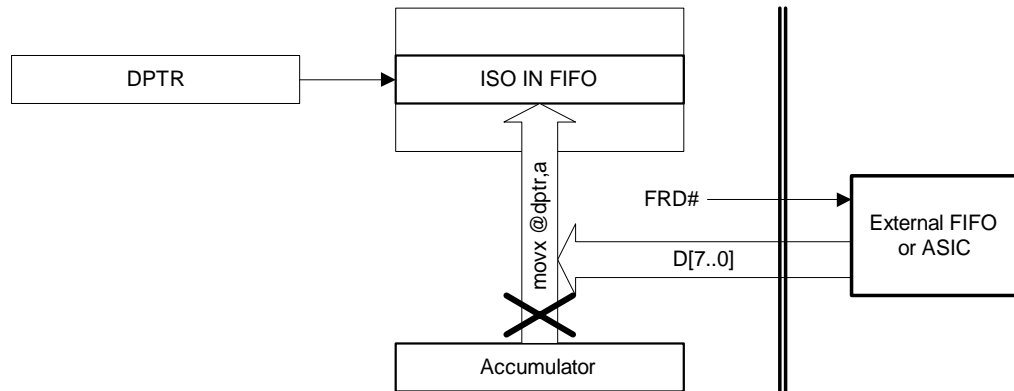 DPTR
ISO IN FIFO
movx @dptr,a
FRD#
D[7..0]
External FIFO
or ASIC
Accumulator